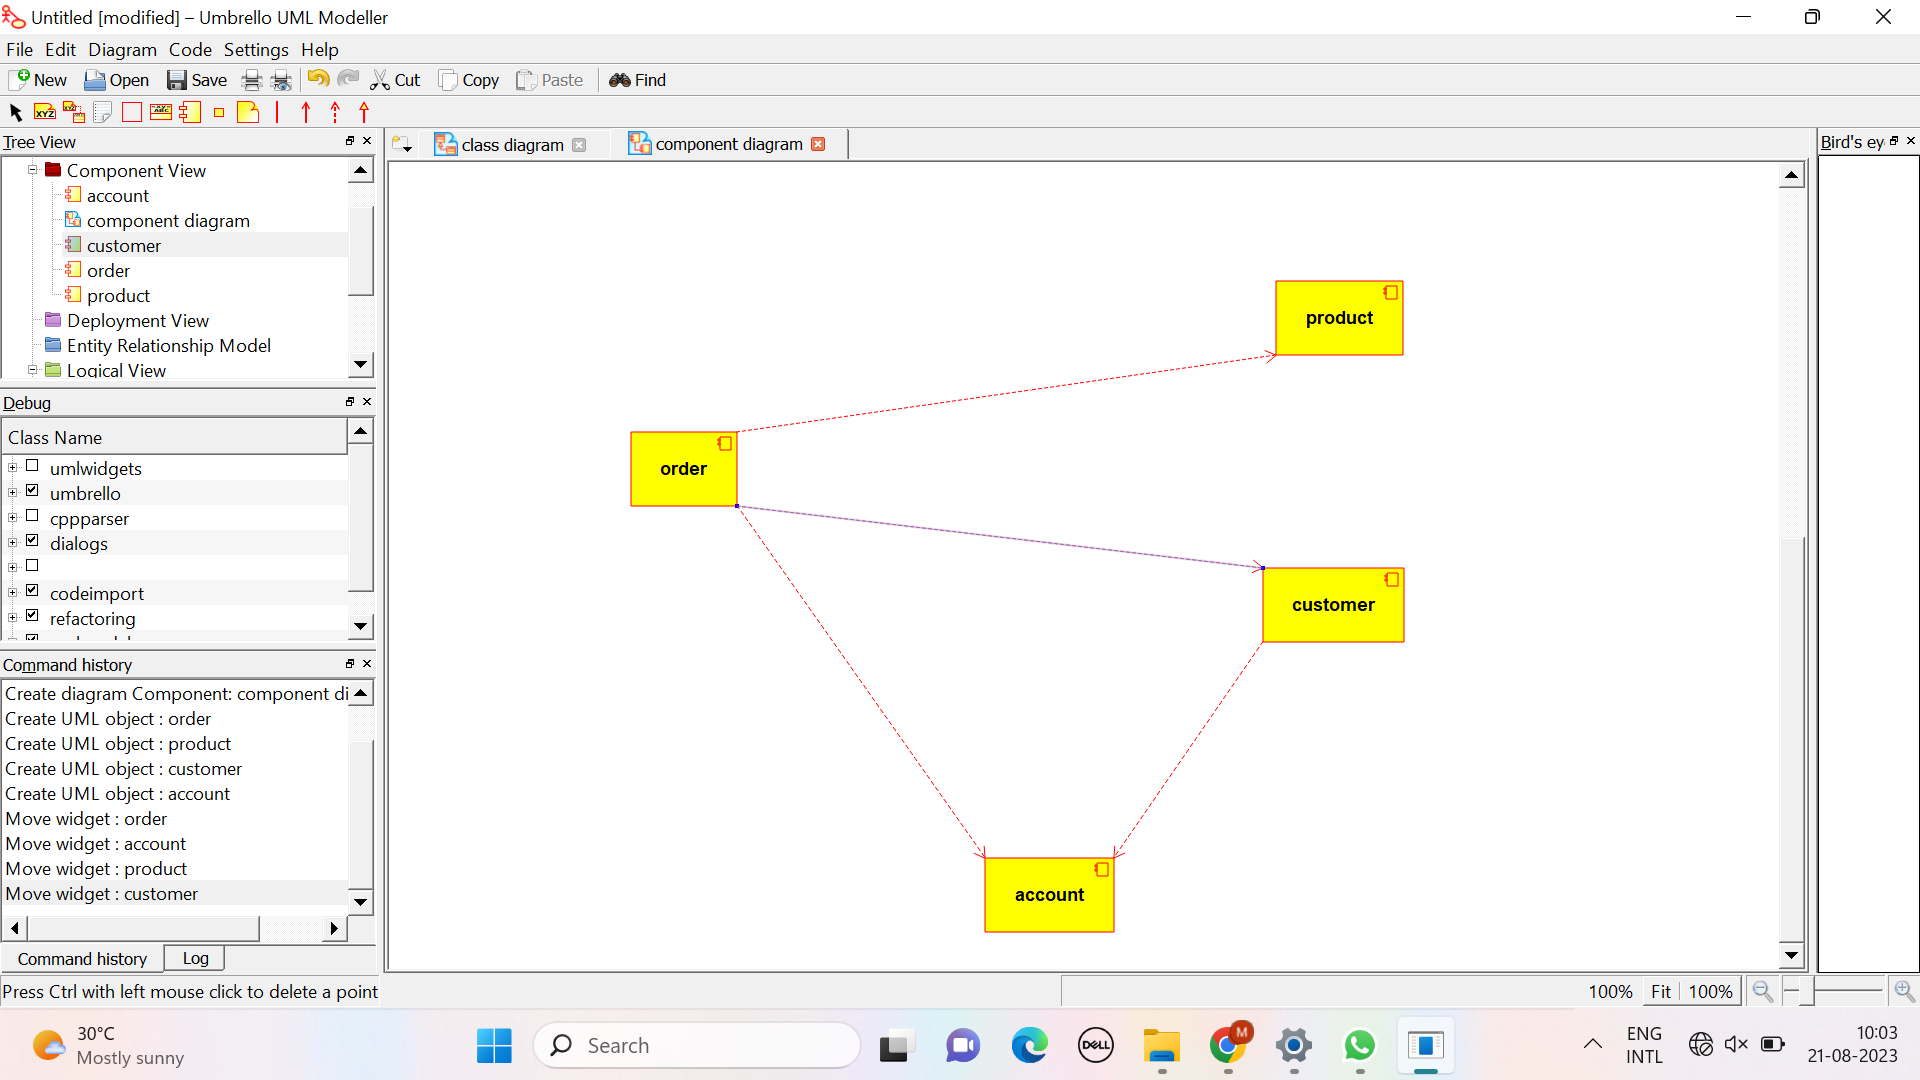 Untitled [modified] – Umbrello UML Modeller
File Edit Diagram Code Settings Help
New Open Save Cut Copy Paste Find
XYZ
Tree View
Component View
account
component diagram
customer
order
product
Deployment View
Entity Relationship Model
Logical View
Debug
Class Name
umlwidgets
umbrello
cppparser
dialogs
codeimport
refactoring
Command history
Create diagram Component: component di
Create UML object : order
Create UML object : product
Create UML object : customer
Create UML object : account
Move widget : order
Move widget : account
Move widget : product
Move widget : customer
Command history Log
Press Ctrl with left mouse click to delete a point
class diagram component diagram
product
order
customer
account
Bird's ey
100% Fit 100%
30°C
Mostly sunny
Search
DELL
M
ENG
INTL
10:03
21-08-2023